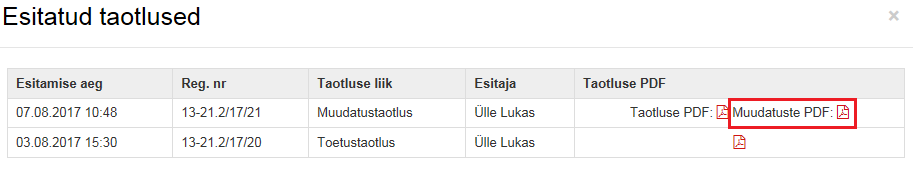 Esitatud taotlused
×
Esitamise aeg Reg. nr Taotluse liik Esitaja Taotluse PDF
07.08.2017 10:48 13-21.2/17/21 Muudatustaotlus Ülle Lukas Taotluse PDF: Muudatuste PDF:
03.08.2017 15:30 13-21.2/17/20 Toetustaotlus Ülle Lukas